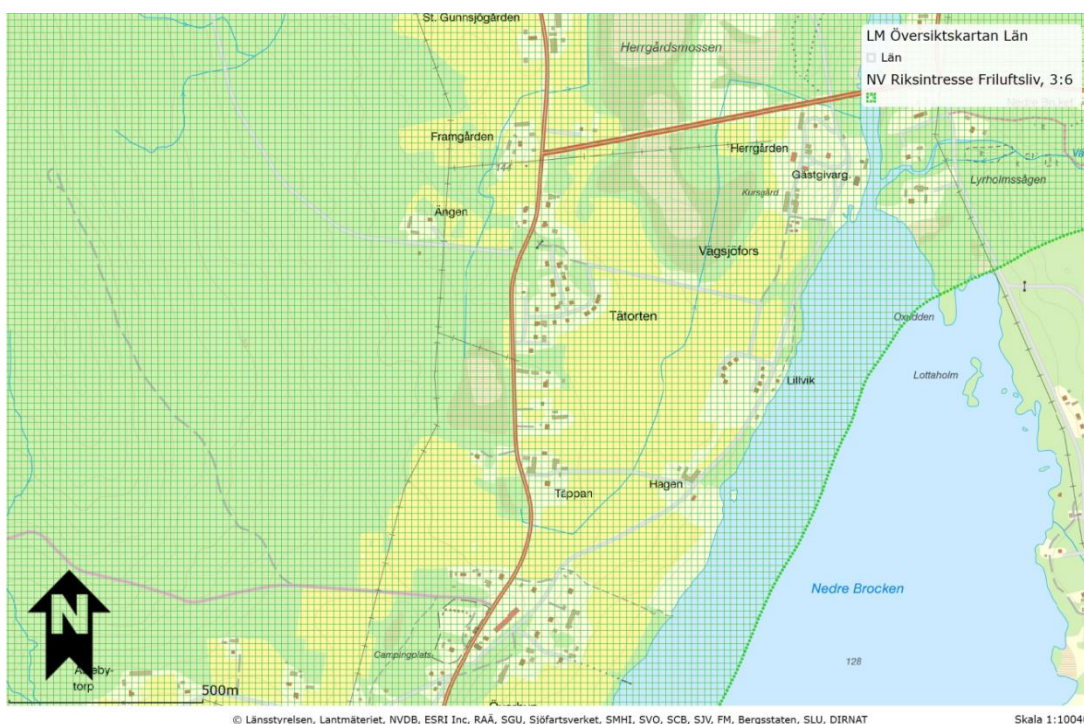 St. Gunnsjögården
Herrgårdsmossen
LM Översiktskartan Län
Län
NV Riksintresse Friluftsliv, 3:6
Framgården
144
Herrgården
Gästgivarg.
Kursgård
Lyrholmssågen
Ängen
Vägsjöfors
Tätorten
Oxudden
Lottaholm
Lillvik
Täppan
Hagen
Nedre Brocken
128
Campingplats
N
torp
500m
© Länsstyrelsen, Lantmäteriet, NVDB, ESRI Inc, RAÄ, SGU, Sjöfartsverket, SMHI, SVO, SCB, SJV, FM, Bergsstaten, SLU, DIRNAT